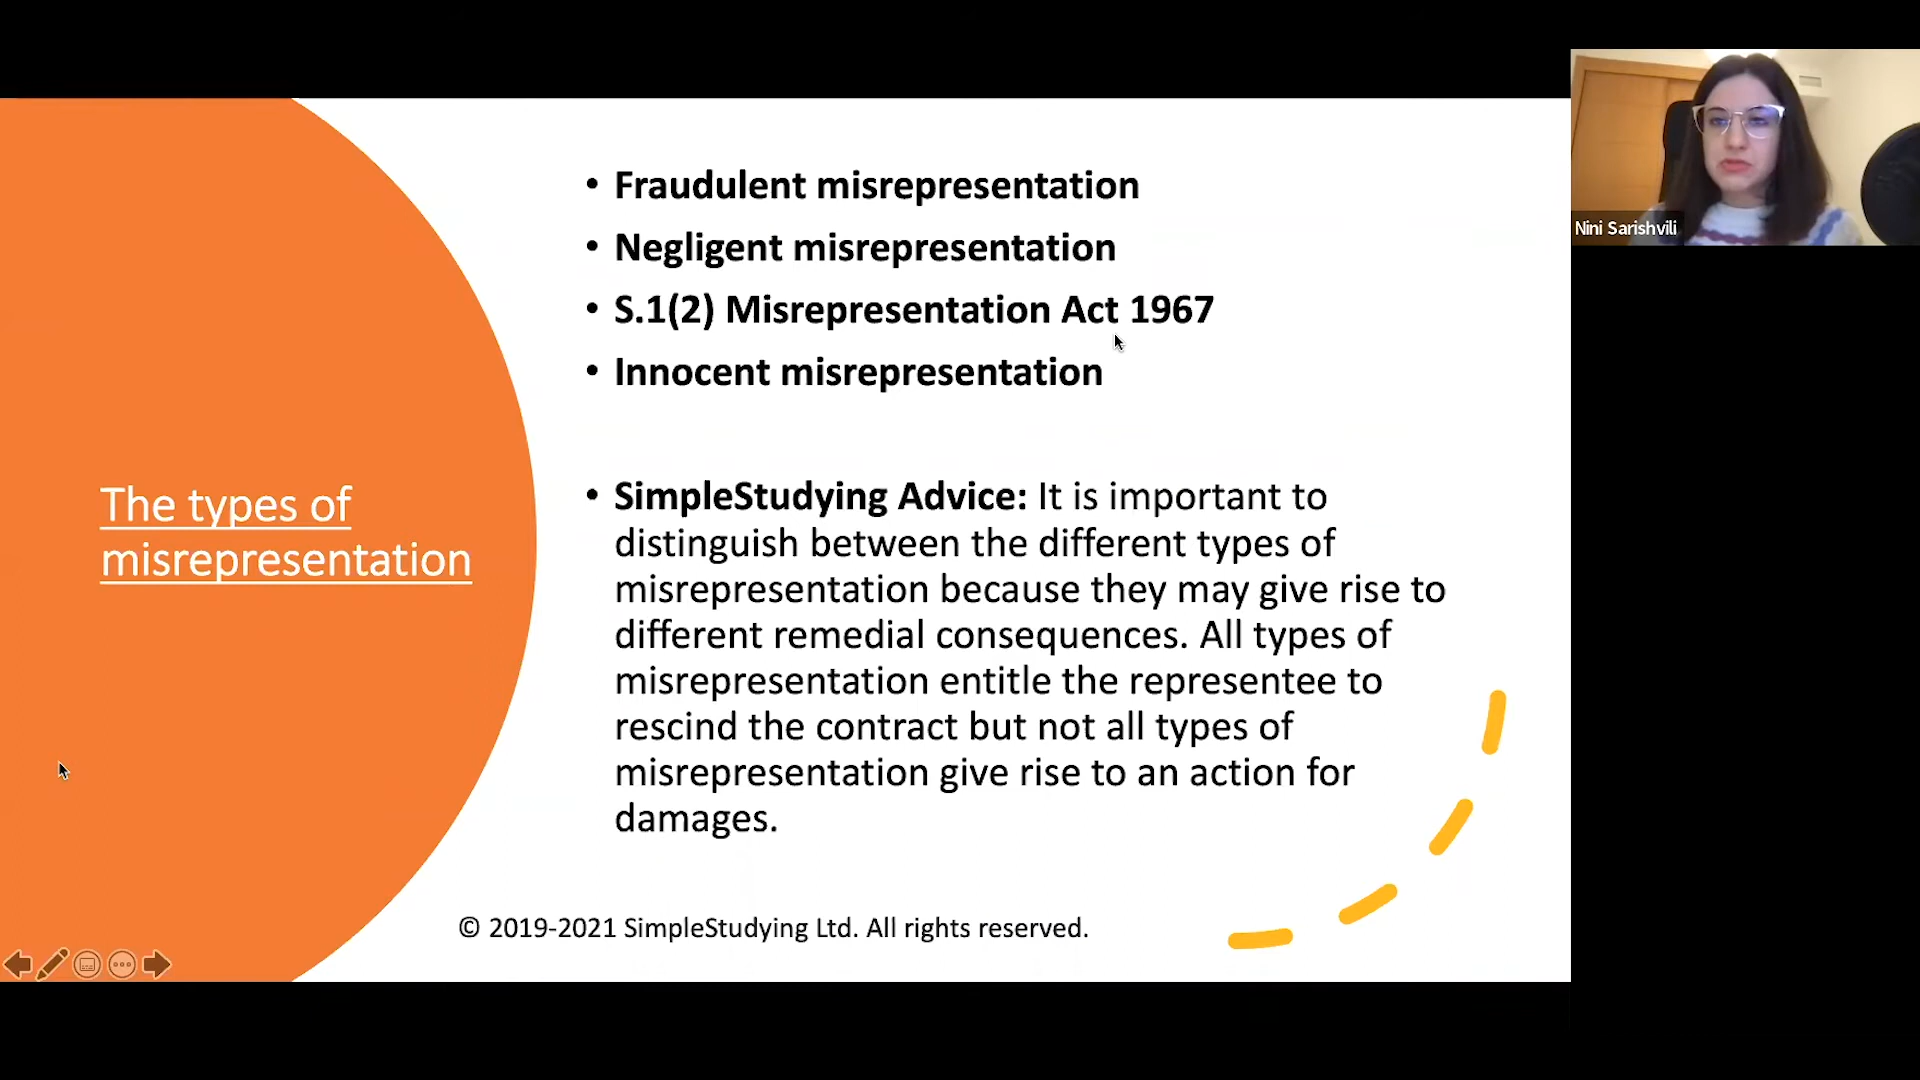 The types of
misrepresentation
• Fraudulent misrepresentation
• Negligent misrepresentation
• S.1(2) Misrepresentation Act 1967
• Innocent misrepresentation
• SimpleStudying Advice: It is important to
distinguish between the different types of
misrepresentation because they may give rise to
different remedial consequences. All types of
misrepresentation entitle the representee to
rescind the contract but not all types of
misrepresentation give rise to an action for
damages.
© 2019-2021 SimpleStudying Ltd. All rights reserved.
Nini Sarishvili